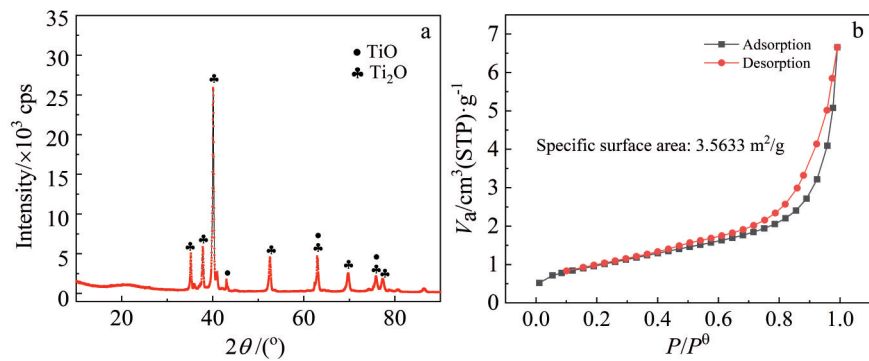 a
TiO
Ti₂O
Intensity/×10³ cps
35
30
25
20
15
10
5
0
20
40
60
80
2θ/(º)
b
Adsorption
Desorption
Specific surface area: 3.5633 m²/g
Vₐ/cm³(STP)·g⁻¹
7
6
5
4
3
2
1
0
0.0
0.2
0.4
0.6
0.8
1.0
P/P^θ